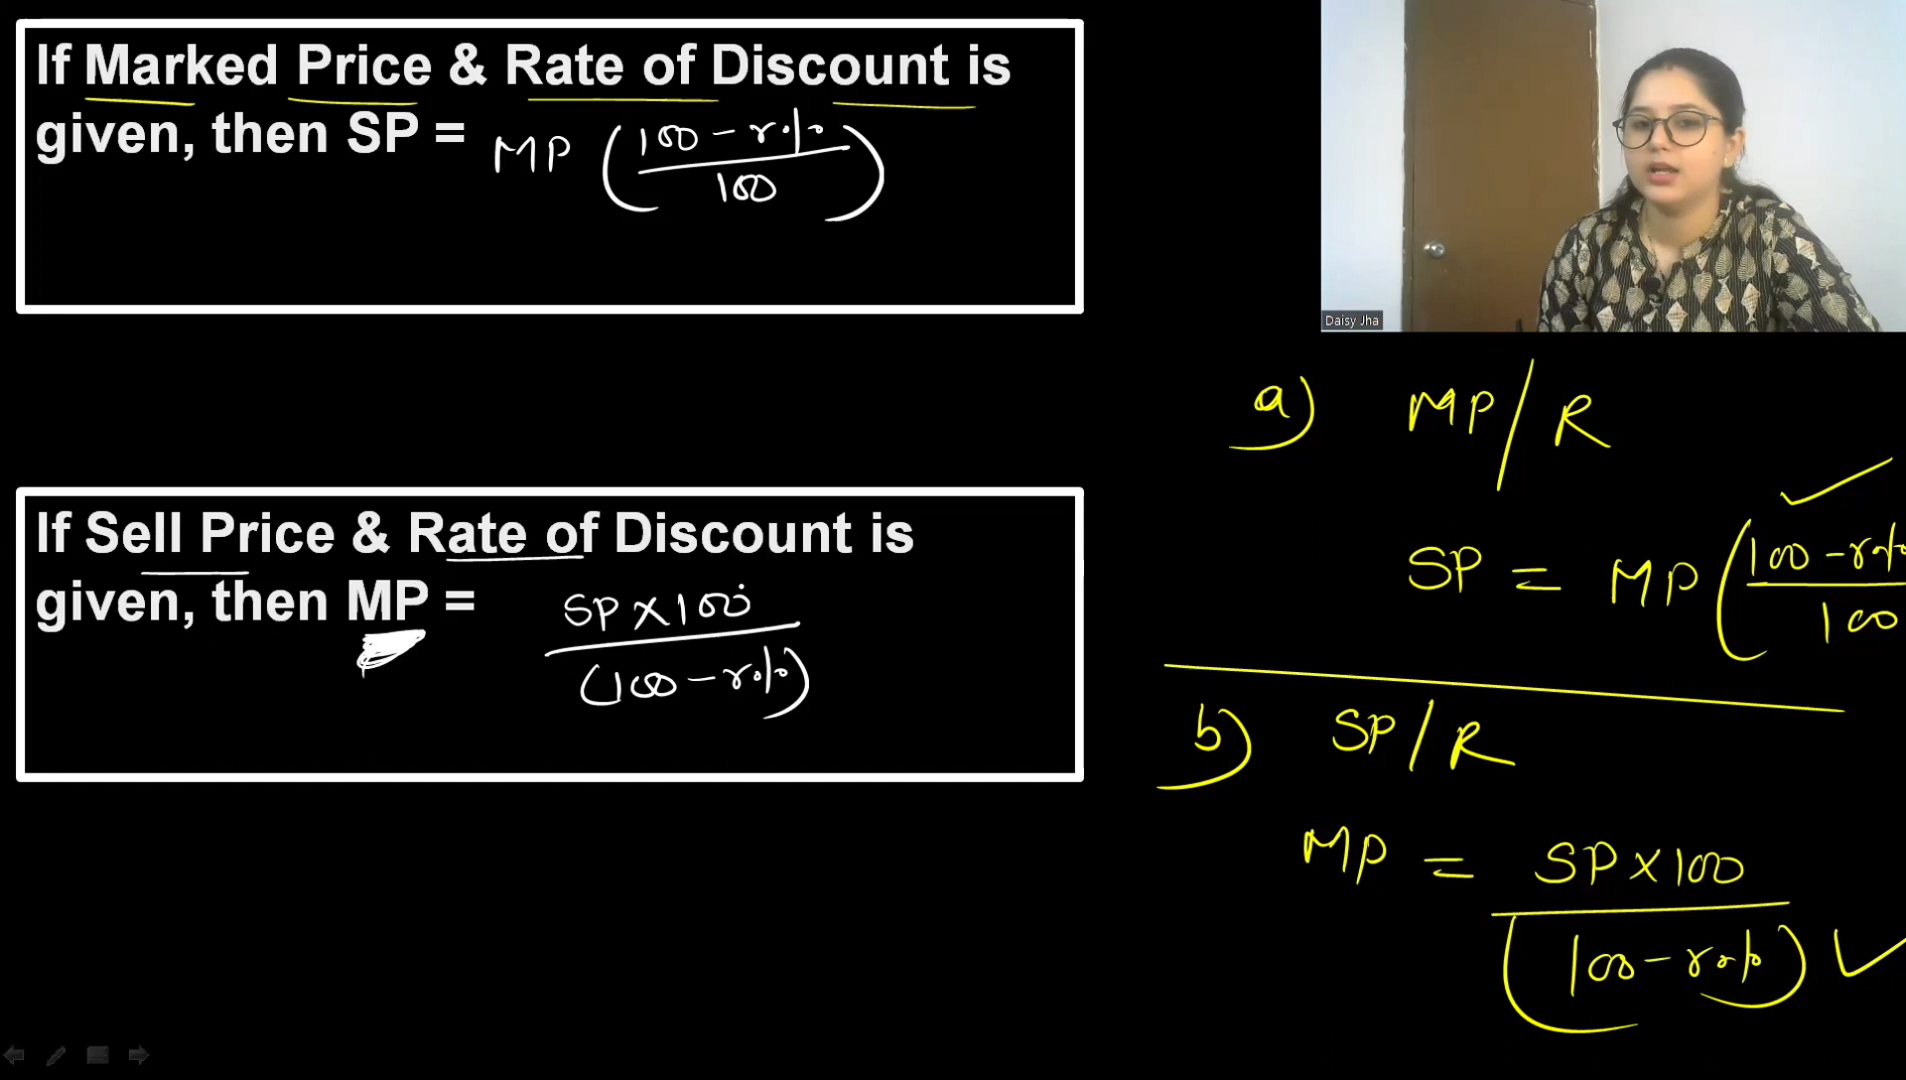 If Marked Price & Rate of Discount is
given, then SP = MP (100 - r% / 100)
If Sell Price & Rate of Discount is
given, then MP = SP x 100 / (100 - r%)
Daisy Jha
a) MP / R
SP = MP (100 - r% / 100
b) SP / R
MP = SP x 100
(100 - r%)